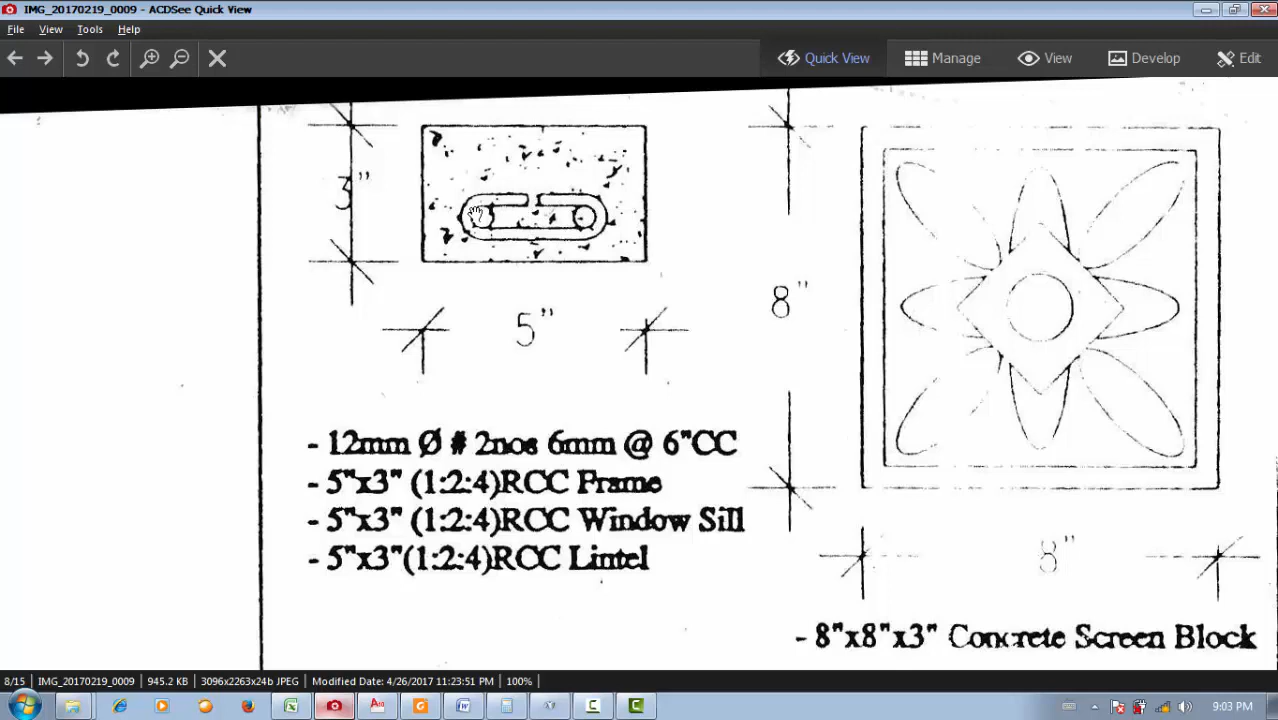 IMG_20170219_0009 - ACDSee Quick View
File View Tools Help
Quick View Manage View Develop Edit
3"
5"
8"
8"
- 12mm Ø # 2nos 6mm @ 6"CC
- 5"x3" (1:2:4)RCC Frame
- 5"x3" (1:2:4)RCC Window Sill
- 5"x3"(1:2:4)RCC Lintel
- 8"x8"x3" Concrete Screen Block
8/15 IMG_20170219_0009 945.2 KB 3096x2263x24b JPEG Modified Date: 4/26/2017 11:23:51 PM 100%
9:03 PM